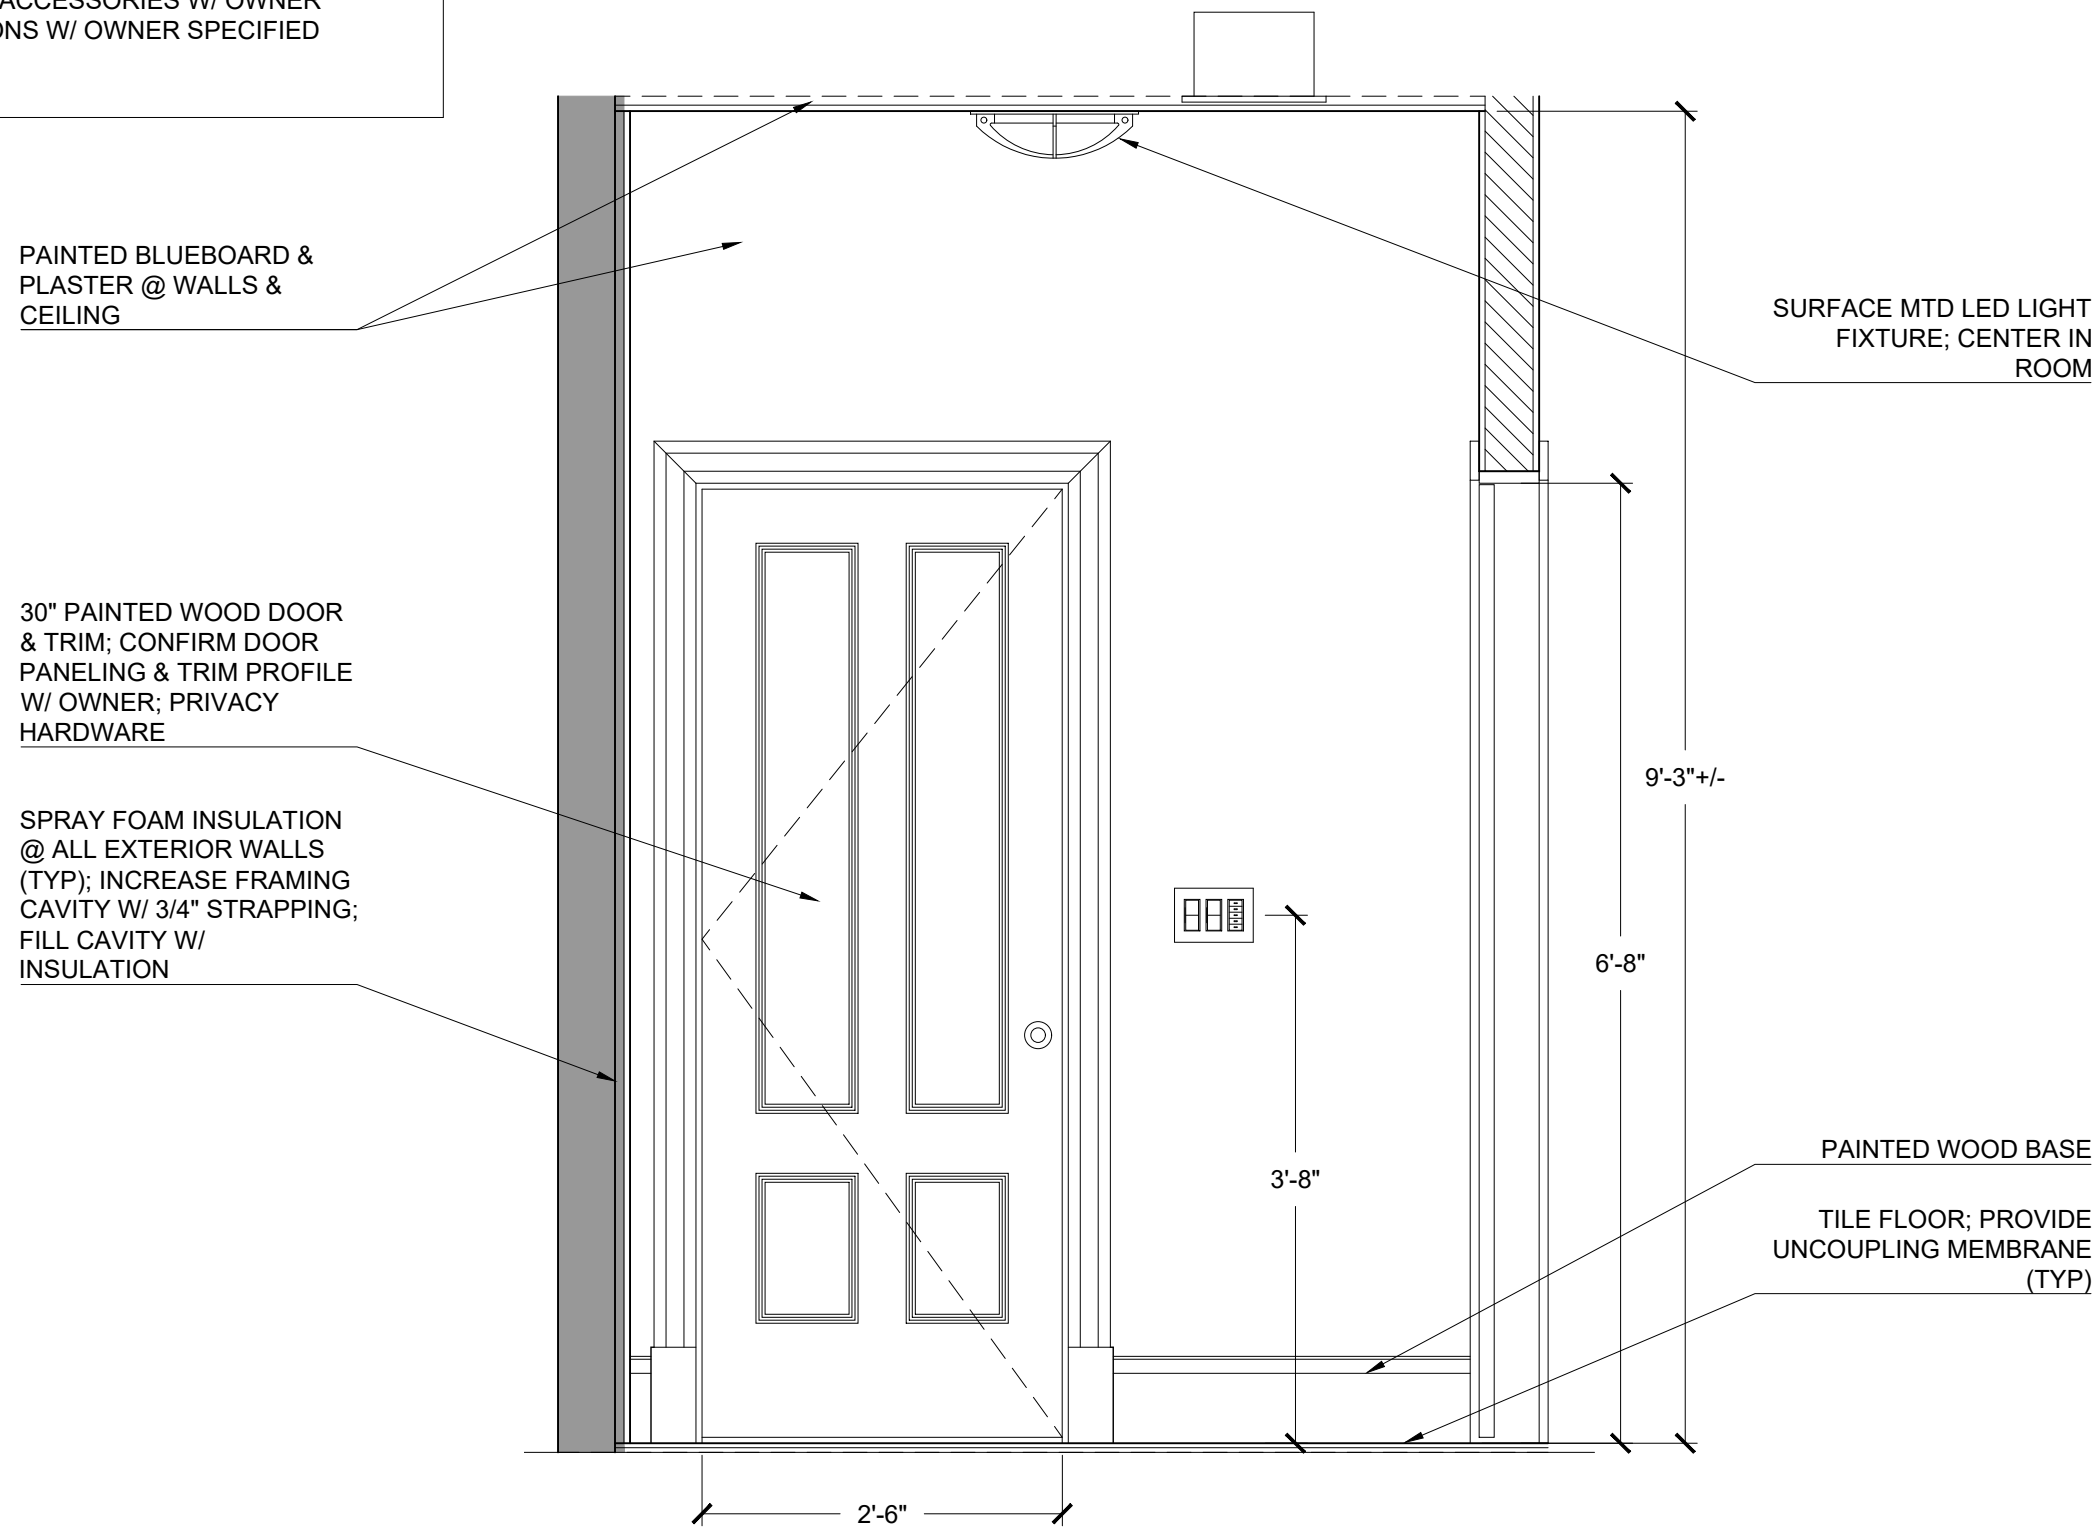 ACCESSORIES W/ OWNER
W/ OWNER SPECIFIED
PAINTED BLUEBOARD &
PLASTER @ WALLS &
CEILING
SURFACE MTD LED LIGHT
FIXTURE; CENTER IN
ROOM
30" PAINTED WOOD DOOR
& TRIM; CONFIRM DOOR
PANELING & TRIM PROFILE
W/ OWNER; PRIVACY
HARDWARE
9'-3"+/-
SPRAY FOAM INSULATION
@ ALL EXTERIOR WALLS
(TYP); INCREASE FRAMING
CAVITY W/ 3/4" STRAPPING;
FILL CAVITY W/
INSULATION
6'-8"
3'-8"
PAINTED WOOD BASE
TILE FLOOR; PROVIDE
UNCOUPLING MEMBRANE
(TYP)
2'-6"